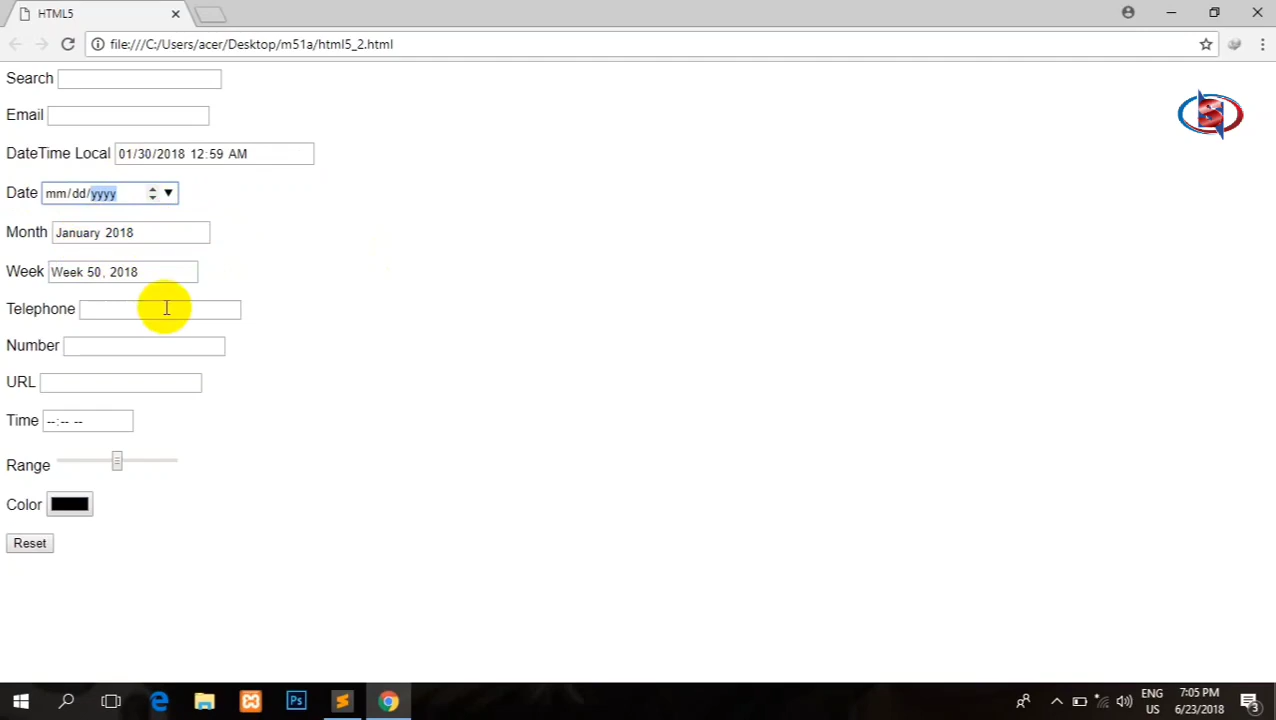 HTML5
file:///C:/Users/acer/Desktop/m51a/html5_2.html
Search
Email
DateTime Local 01/30/2018 12:59 AM
Date mm/dd/yyyy
Month January 2018
Week Week 50, 2018
Telephone
Number
URL
Time --:-- --
Range
Color
Reset
Ps
ENG
US
7:05 PM
6/23/2018
3